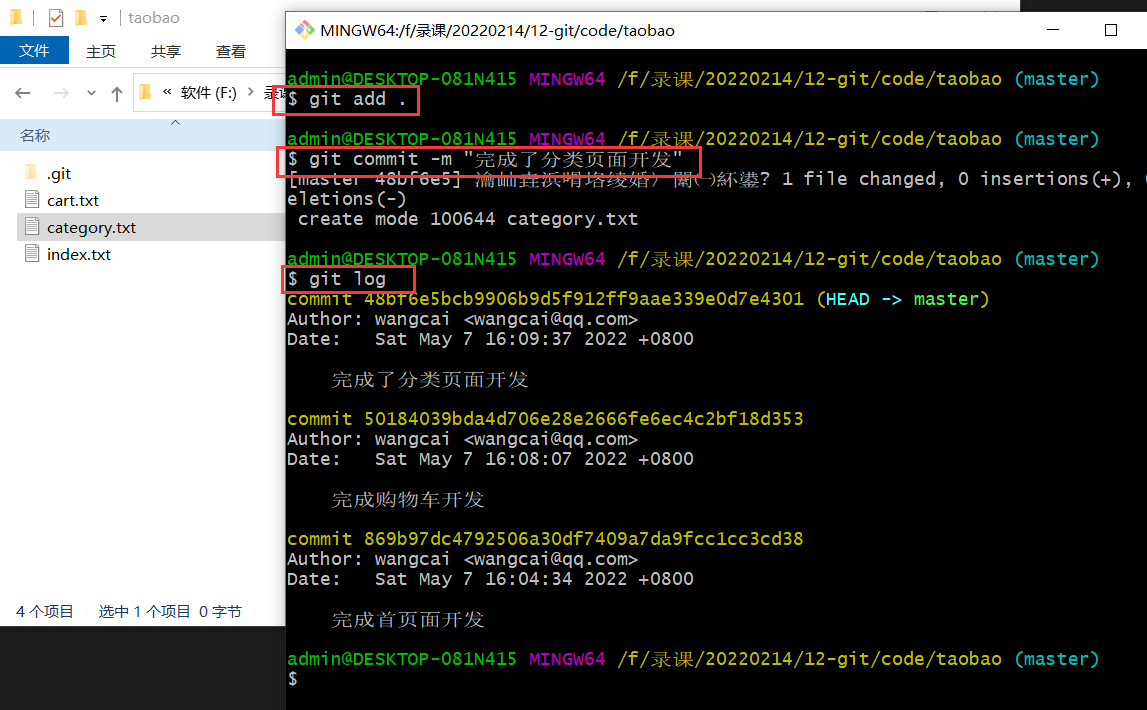 taobao
文件 主页 共享 查看
« 软件 (F:) >
名称
.git
cart.txt
category.txt
index.txt
4 个项目 选中 1 个项目 0 字节
MINGW64:/f/录课/20220214/12-git/code/taobao
admin@DESKTOP-081N415 MINGW64 /f/录课/20220214/12-git/code/taobao (master)
$ git add .
admin@DESKTOP-081N415 MINGW64 /f/录课/20220214/12-git/code/taobao (master)
$ git commit -m "完成了分类页面开发"
[master 48bf6e5] 1 file changed, 0 insertions(+),
eletions(-)
create mode 100644 category.txt
admin@DESKTOP-081N415 MINGW64 /f/录课/20220214/12-git/code/taobao (master)
$ git log
commit 48bf6e5bcb9906b9d5f912ff9aae339e0d7e4301 (HEAD -> master)
Author: wangcai <wangcai@qq.com>
Date:   Sat May 7 16:09:37 2022 +0800
完成了分类页面开发
commit 50184039bda4d706e28e2666fe6ec4c2bf18d353
Author: wangcai <wangcai@qq.com>
Date:   Sat May 7 16:08:07 2022 +0800
完成购物车开发
commit 869b97dc4792506a30df7409a7da9fcc1cc3cd38
Author: wangcai <wangcai@qq.com>
Date:   Sat May 7 16:04:34 2022 +0800
完成首页面开发
admin@DESKTOP-081N415 MINGW64 /f/录课/20220214/12-git/code/taobao (master)
$